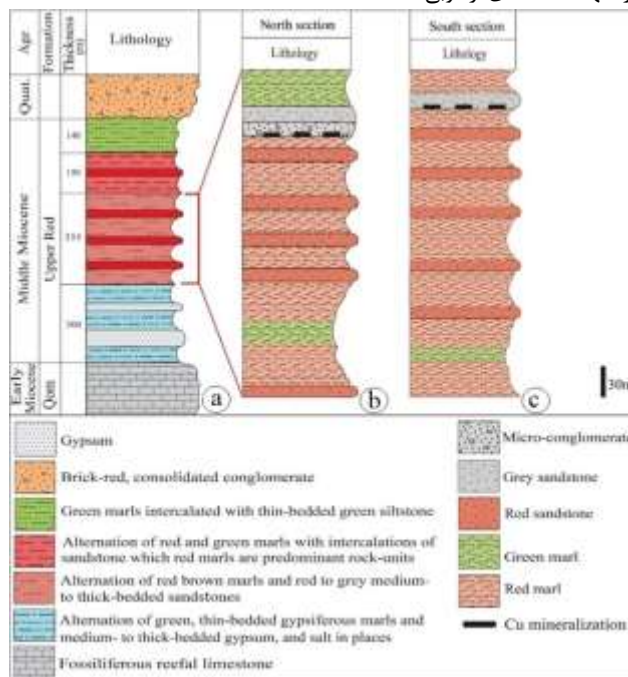 North section
South section
Age
Formation
Thickness
(m)
Lithology
Lithology
Lithology
Quat.
Middle Miocene
Upper Red
Early
Miocene
Qom
140
a
b
c
30m
Gypsum
Brick-red, consolidated conglomerate
Green marls intercalated with thin-bedded green siltstone
Alternation of red and green marls with intercalations of
sandstone which red marls are predominant rock-units
Alternation of red brown marls and red to grey medium-
to thick-bedded sandstones
Alternation of green, thin-bedded gypsiferous marls and
medium- to thick-bedded gypsum, and salt in places
Fossiliferous reefal limestone
Micro-conglomerate
Grey sandstone
Red sandstone
Green marl
Red marl
Cu mineralization